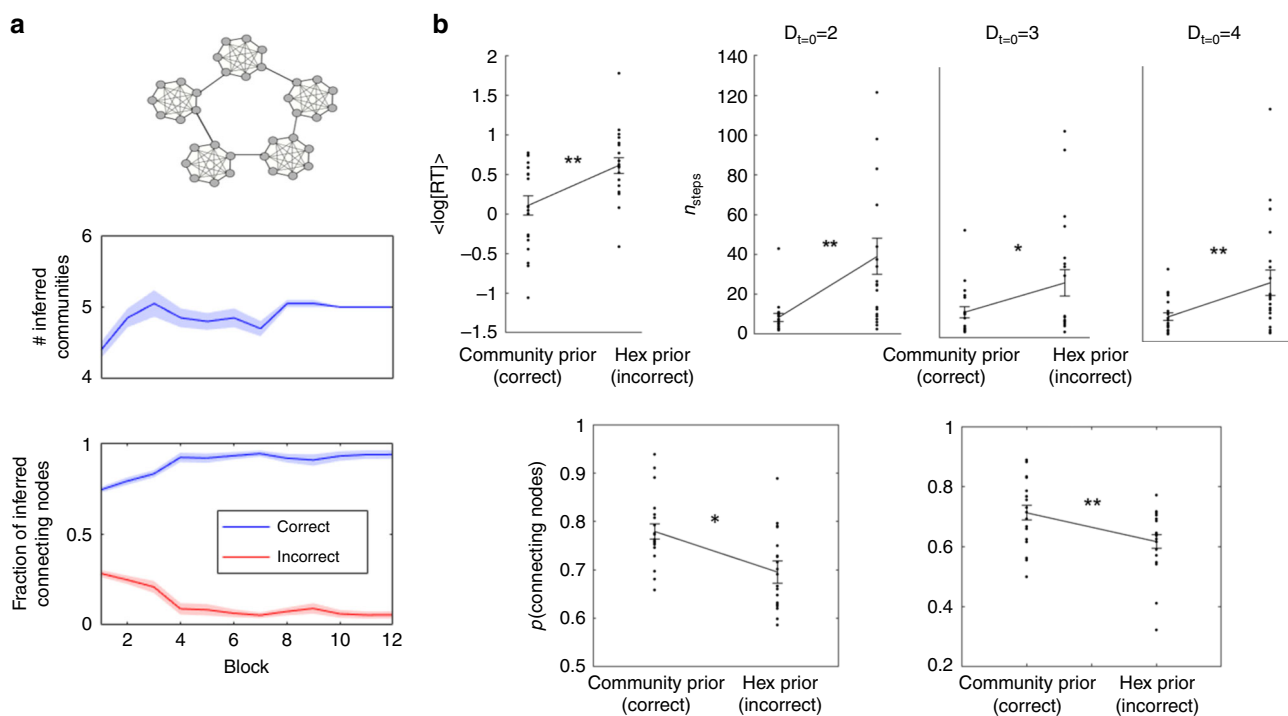 a
6
5
4
# inferred
communities
1
0.5
0
Fraction of inferred
connecting nodes
Correct
Incorrect
2 4 6 8 10 12
Block
b
2
1.5
1
0.5
0
–0.5
–1
–1.5
<log[RT]>
**
Community prior
(correct)
Hex prior
(incorrect)
D_{t=0}=2
140
120
100
80
60
40
20
0
n_{steps}
**
D_{t=0}=3
*
Community prior
(correct)
Hex prior
(incorrect)
D_{t=0}=4
**
1
0.9
0.8
0.7
0.6
0.5
p(connecting nodes)
*
Community prior
(correct)
Hex prior
(incorrect)
1
0.8
0.6
0.4
0.2
**
Community prior
(correct)
Hex prior
(incorrect)